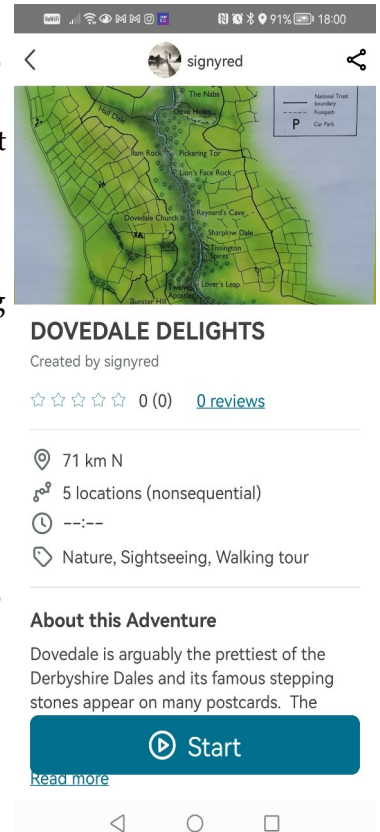 91% 18:00
signyred
The Nabs
Hall Dale
Dove Holes
National Trust
boundary
Footpath
P Car Park
Ilam Rock
Pickering Tor
Lion's Face Rock
Dovedale Church
Reynard's Cave
Sharplow Dale
Tissington
Spires
Lover's Leap
Twelve
Apostles
Bunster Hill
DOVEDALE DELIGHTS
Created by signyred
0 (0) 0 reviews
71 km N
5 locations (nonsequential)
--:--
Nature, Sightseeing, Walking tour
About this Adventure
Dovedale is arguably the prettiest of the
Derbyshire Dales and its famous stepping
stones appear on many postcards. The
Start
Read more